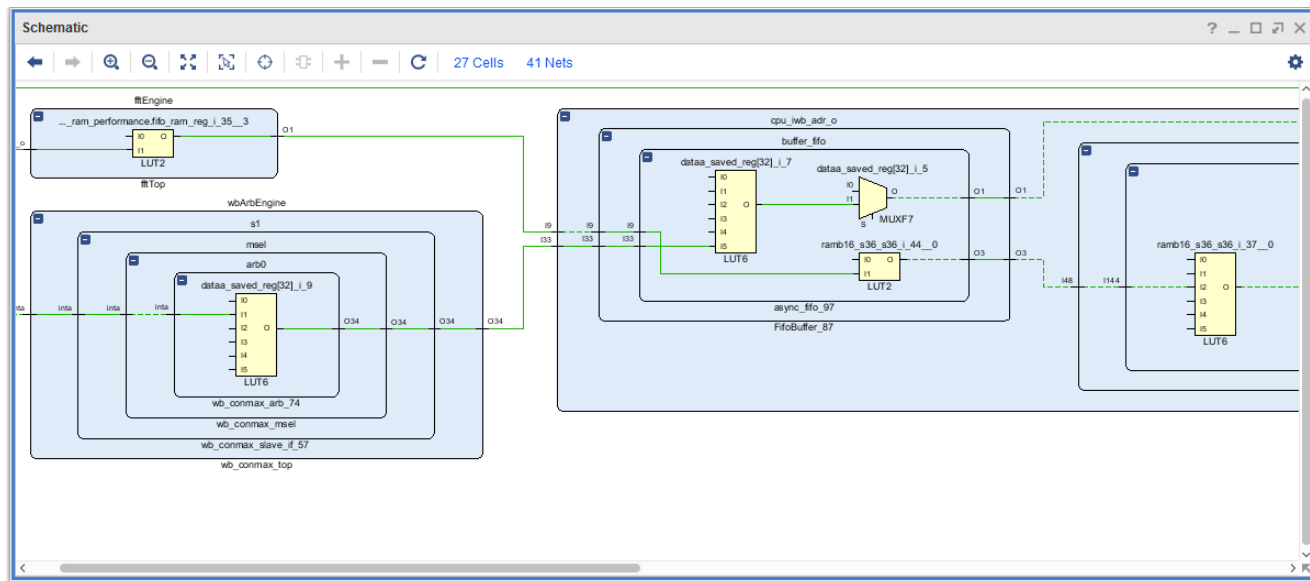 Schematic
27 Cells 41 Nets
fftEngine
..._ram_performance.fifo_ram_reg_i_35__3
I0
I1
O
LUT2
O1
fftTop
wbArbEngine
s1
msel
arb0
dataa_saved_reg[32]_i_9
inta inta inta
I0
I1
I2
I3
I4
I5
O
LUT6
O34 O34 O34 O34
wb_conmax_arb_74
wb_conmax_msel
wb_conmax_slave_if_57
wb_conmax_top
cpu_iwb_adr_o
buffer_fifo
dataa_saved_reg[32]_i_7
I9 I9 I9
I33 I33 I33
I0
I1
I2
I3
I4
I5
O
LUT6
dataa_saved_reg[32]_i_5
I0
I1
O
S
MUXF7
O1 O1
ramb16_s36_s36_i_44__0
I0
I1
O
LUT2
O3 O3
async_fifo_97
FifoBuffer_87
I48 I144
ramb16_s36_s36_i_37__0
I0
I1
I2
I3
I4
I5
O
LUT6